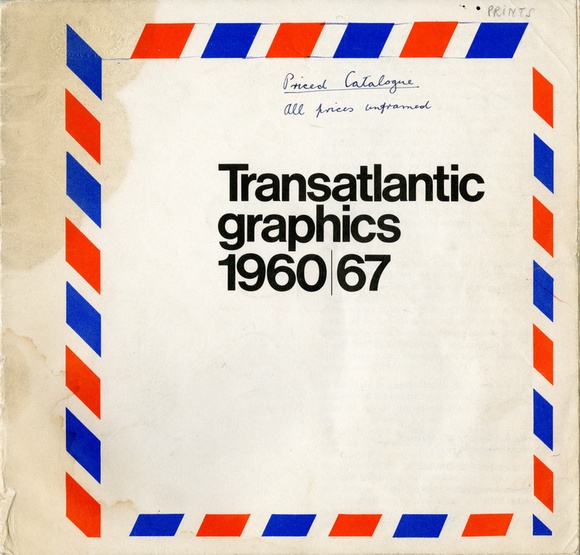 PRINTS
Priced Catalogue
All prices unframed
Transatlantic
graphics
1960|67